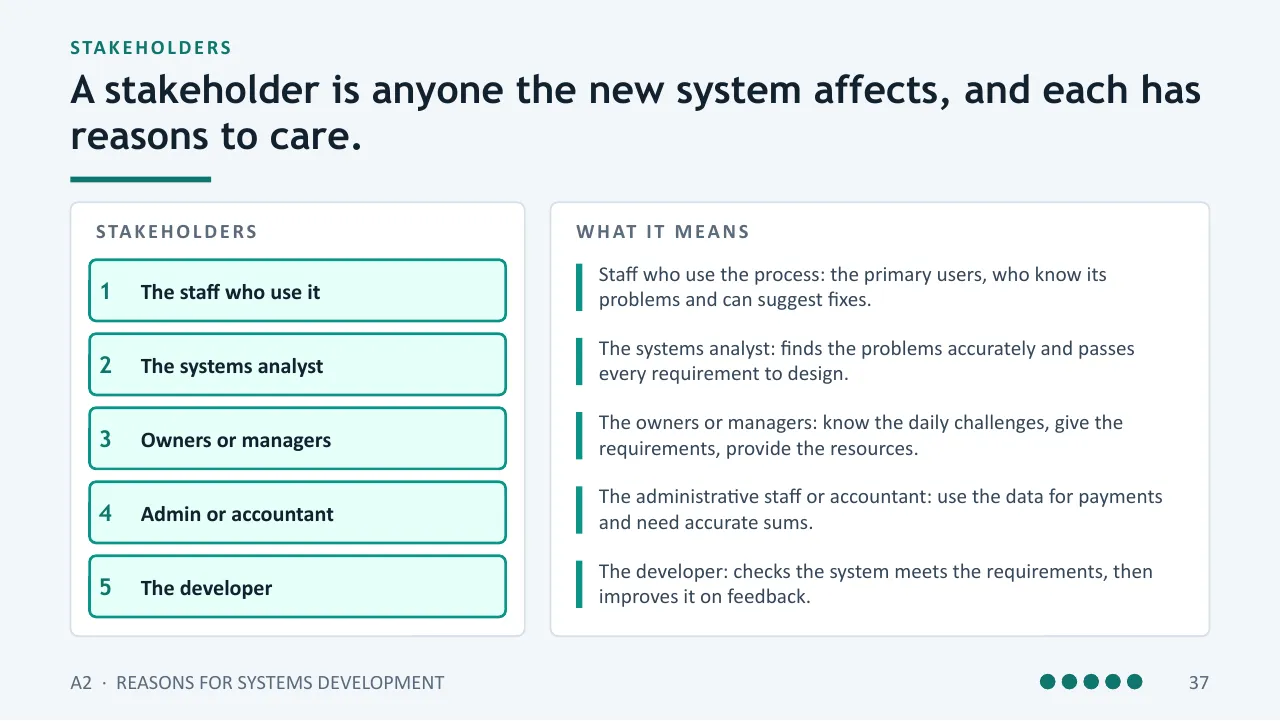 STAKEHOLDERS
A stakeholder is anyone the new system affects, and each has
reasons to care.
STAKEHOLDERS
1 The staff who use it
2 The systems analyst
3 Owners or managers
4 Admin or accountant
5 The developer
WHAT IT MEANS
Staff who use the process: the primary users, who know its
problems and can suggest fixes.
The systems analyst: finds the problems accurately and passes
every requirement to design.
The owners or managers: know the daily challenges, give the
requirements, provide the resources.
The administrative staff or accountant: use the data for payments
and need accurate sums.
The developer: checks the system meets the requirements, then
improves it on feedback.
A2 · REASONS FOR SYSTEMS DEVELOPMENT
37